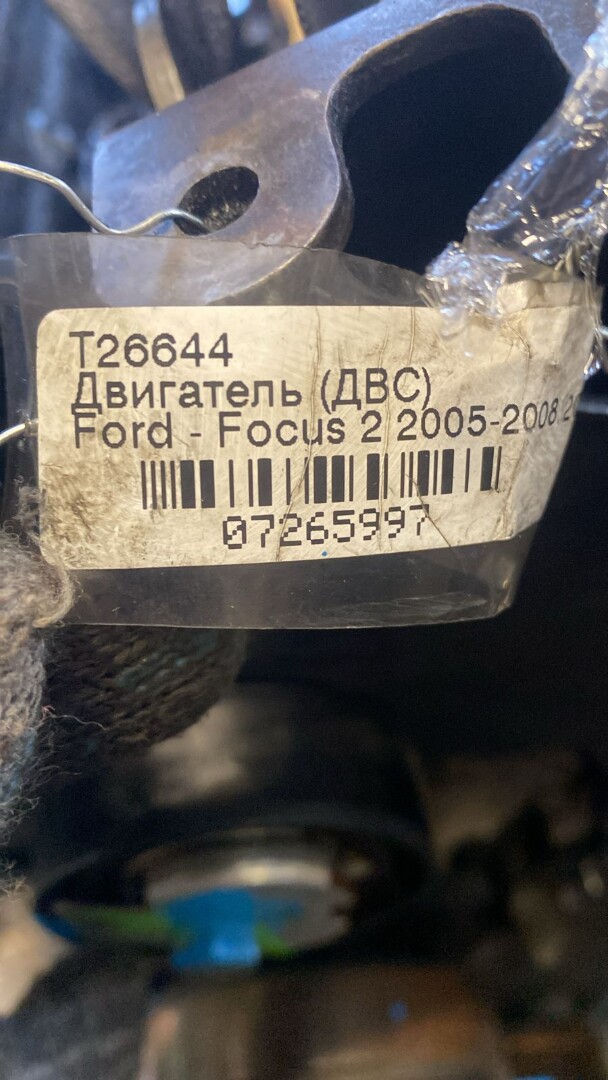 T26644
Двигатель (ДВС)
Ford - Focus 2 2005-2008
07265997